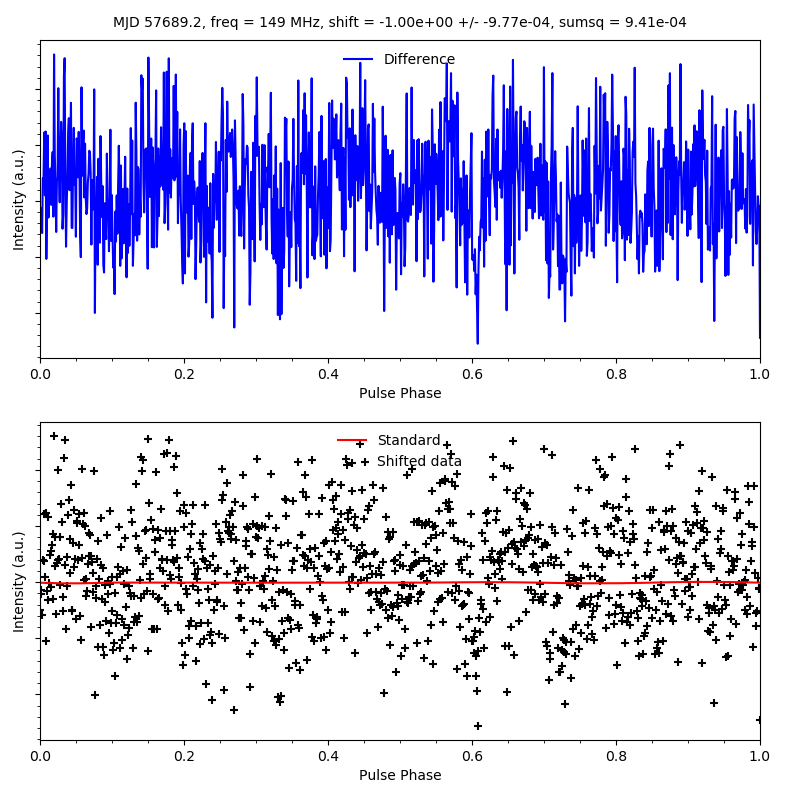 MJD 57689.2, freq = 149 MHz, shift = -1.00e+00 +/- -9.77e-04, sumsq = 9.41e-04
Difference
Intensity (a.u.)
0.0 0.2 0.4 0.6 0.8 1.0
Pulse Phase
Standard
Shifted data
Intensity (a.u.)
0.0 0.2 0.4 0.6 0.8 1.0
Pulse Phase